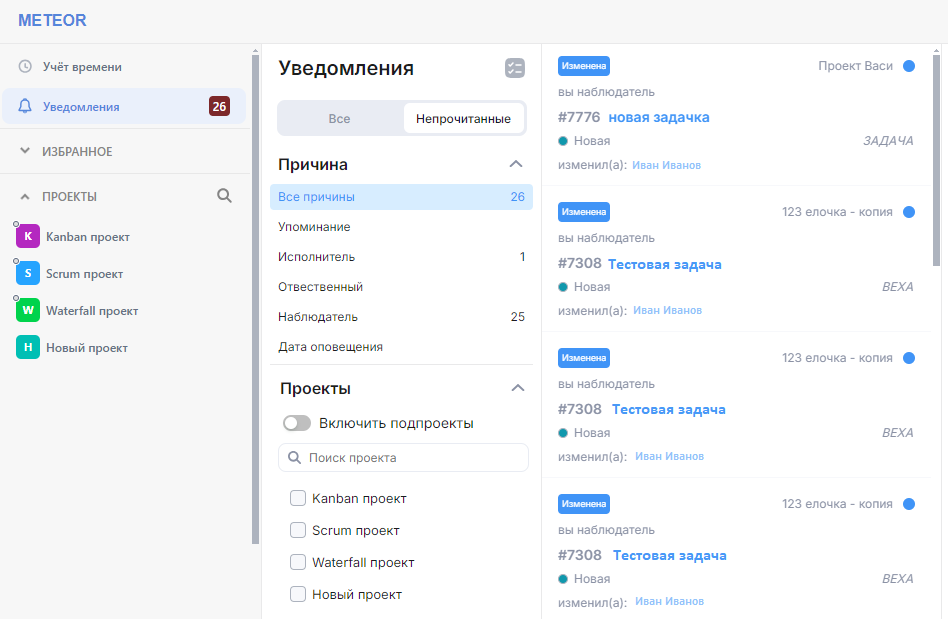 METEOR
Учёт времени
Уведомления 26
ИЗБРАННОЕ
ПРОЕКТЫ
K Kanban проект
S Scrum проект
W Waterfall проект
Н Новый проект
Уведомления
Все Непрочитанные
Причина
Все причины 26
Упоминание
Исполнитель 1
Ответственный
Наблюдатель 25
Дата оповещения
Проекты
Включить подпроекты
Поиск проекта
Kanban проект
Scrum проект
Waterfall проект
Новый проект
Изменена Проект Васи
вы наблюдатель
#7776 новая задачка
Новая ЗАДАЧА
изменил(а): Иван Иванов
Изменена 123 елочка - копия
вы наблюдатель
#7308 Тестовая задача
Новая ВЕХА
изменил(а): Иван Иванов
Изменена 123 елочка - копия
вы наблюдатель
#7308 Тестовая задача
Новая ВЕХА
изменил(а): Иван Иванов
Изменена 123 елочка - копия
вы наблюдатель
#7308 Тестовая задача
Новая ВЕХА
изменил(а): Иван Иванов